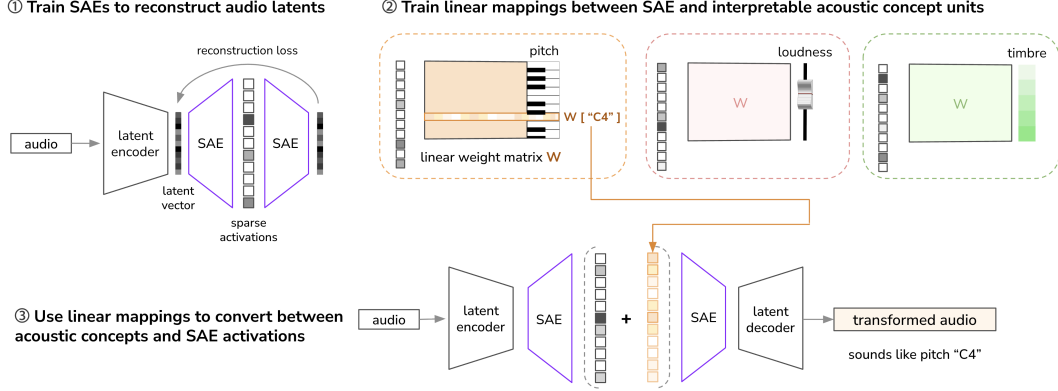 ① Train SAEs to reconstruct audio latents
reconstruction loss
audio
latent
encoder
SAE
SAE
latent
vector
sparse
activations
② Train linear mappings between SAE and interpretable acoustic concept units
pitch
W [ “C4” ]
linear weight matrix W
loudness
W
timbre
W
③ Use linear mappings to convert between
acoustic concepts and SAE activations
audio
latent
encoder
SAE
+
SAE
latent
decoder
transformed audio
sounds like pitch “C4”